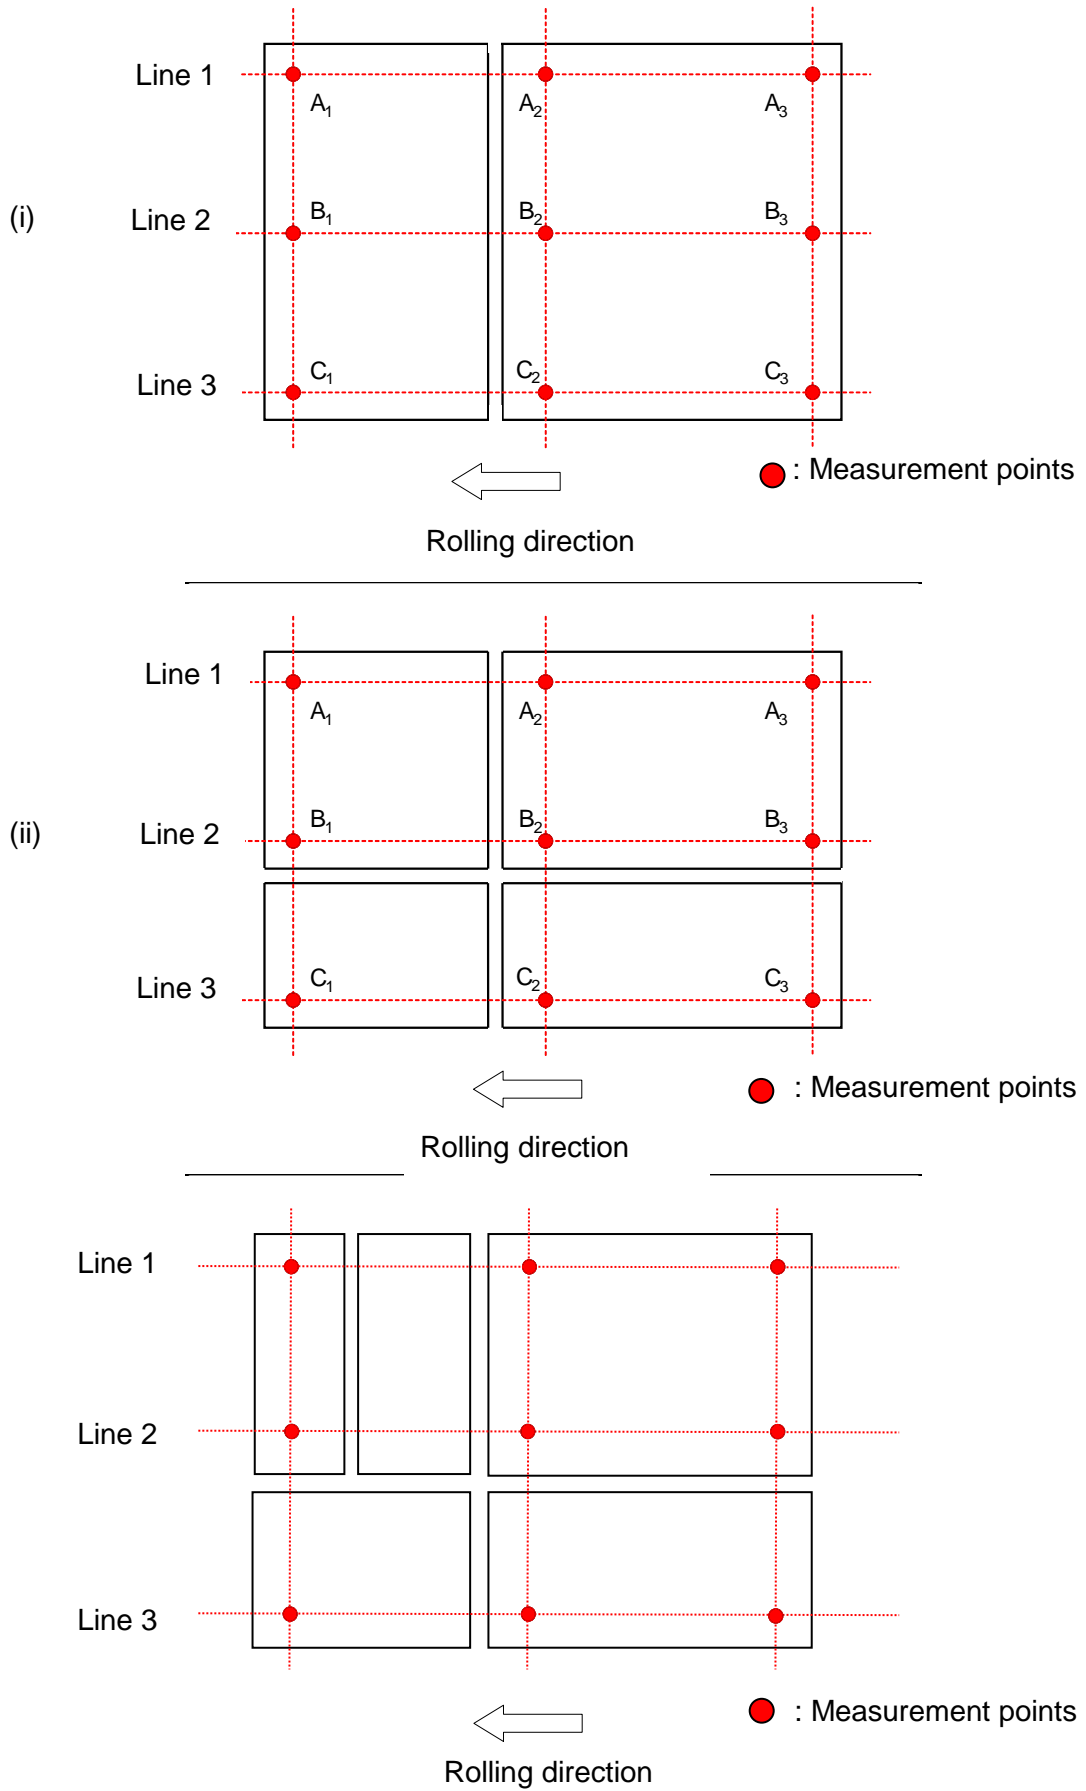 Line 1
A1 A2 A3
(i) Line 2 B1 B2 B3
Line 3 C1 C2 C3
: Measurement points
Rolling direction
Line 1
A1 A2 A3
(ii) Line 2 B1 B2 B3
Line 3 C1 C2 C3
: Measurement points
Rolling direction
Line 1
Line 2
Line 3
: Measurement points
Rolling direction